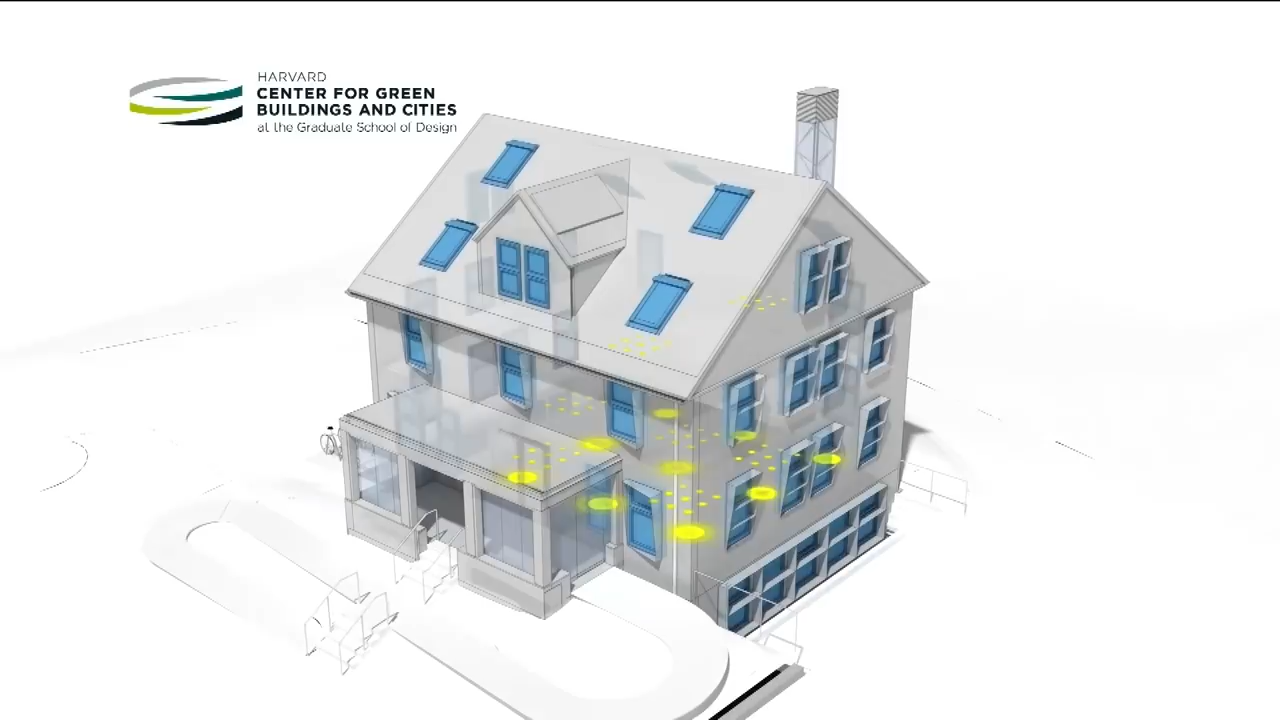 HARVARD
CENTER FOR GREEN
BUILDINGS AND CITIES
at the Graduate School of Design